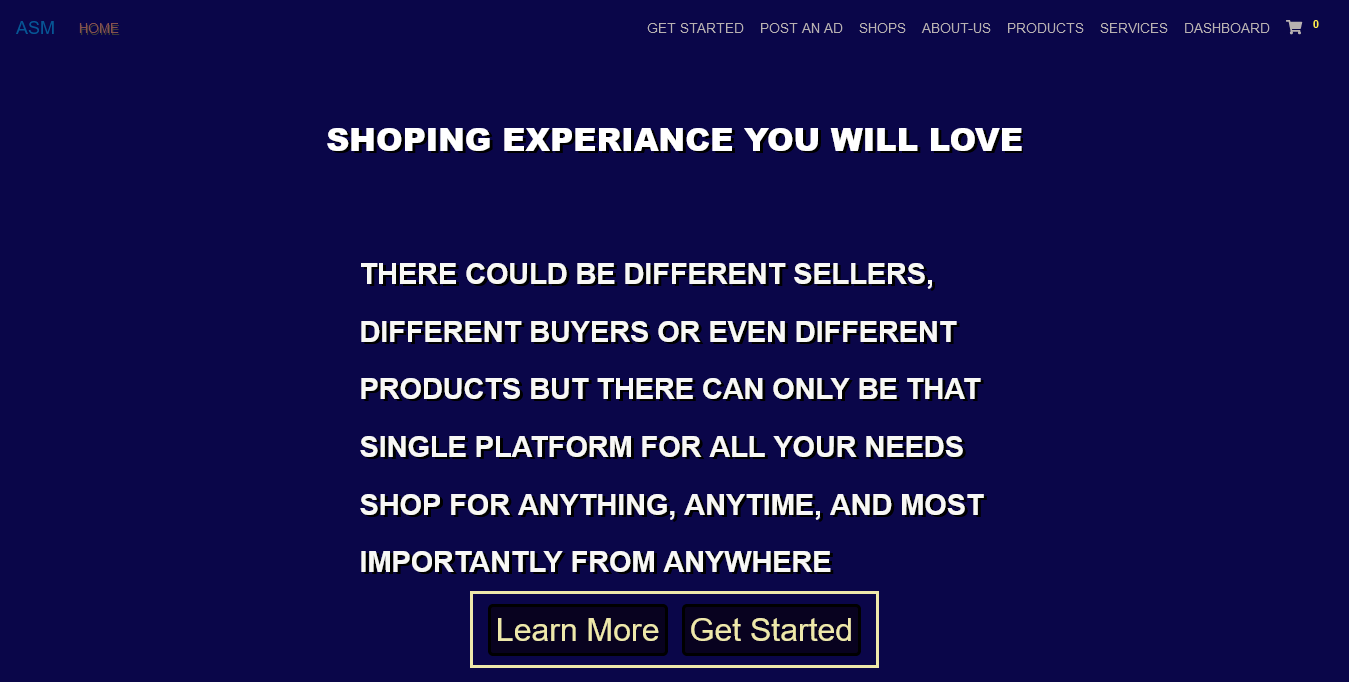 ASM HOME GET STARTED POST AN AD SHOPS ABOUT-US PRODUCTS SERVICES DASHBOARD 0
SHOPING EXPERIANCE YOU WILL LOVE
THERE COULD BE DIFFERENT SELLERS,
DIFFERENT BUYERS OR EVEN DIFFERENT
PRODUCTS BUT THERE CAN ONLY BE THAT
SINGLE PLATFORM FOR ALL YOUR NEEDS
SHOP FOR ANYTHING, ANYTIME, AND MOST
IMPORTANTLY FROM ANYWHERE
Learn More Get Started